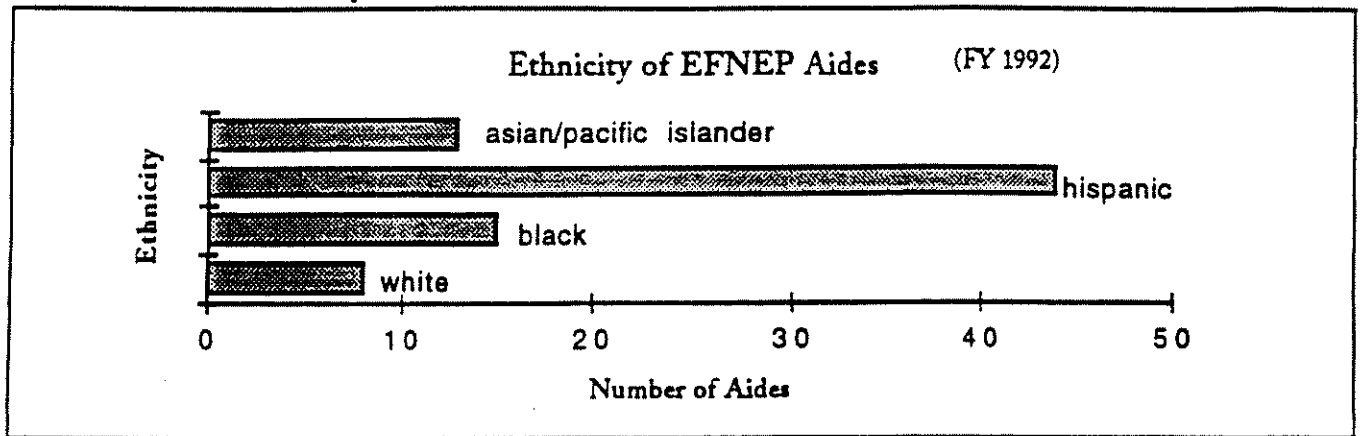 Ethnicity of EFNEP Aides (FY 1992)
Ethnicity
asian/pacific islander
hispanic
black
white
0 10 20 30 40 50
Number of Aides